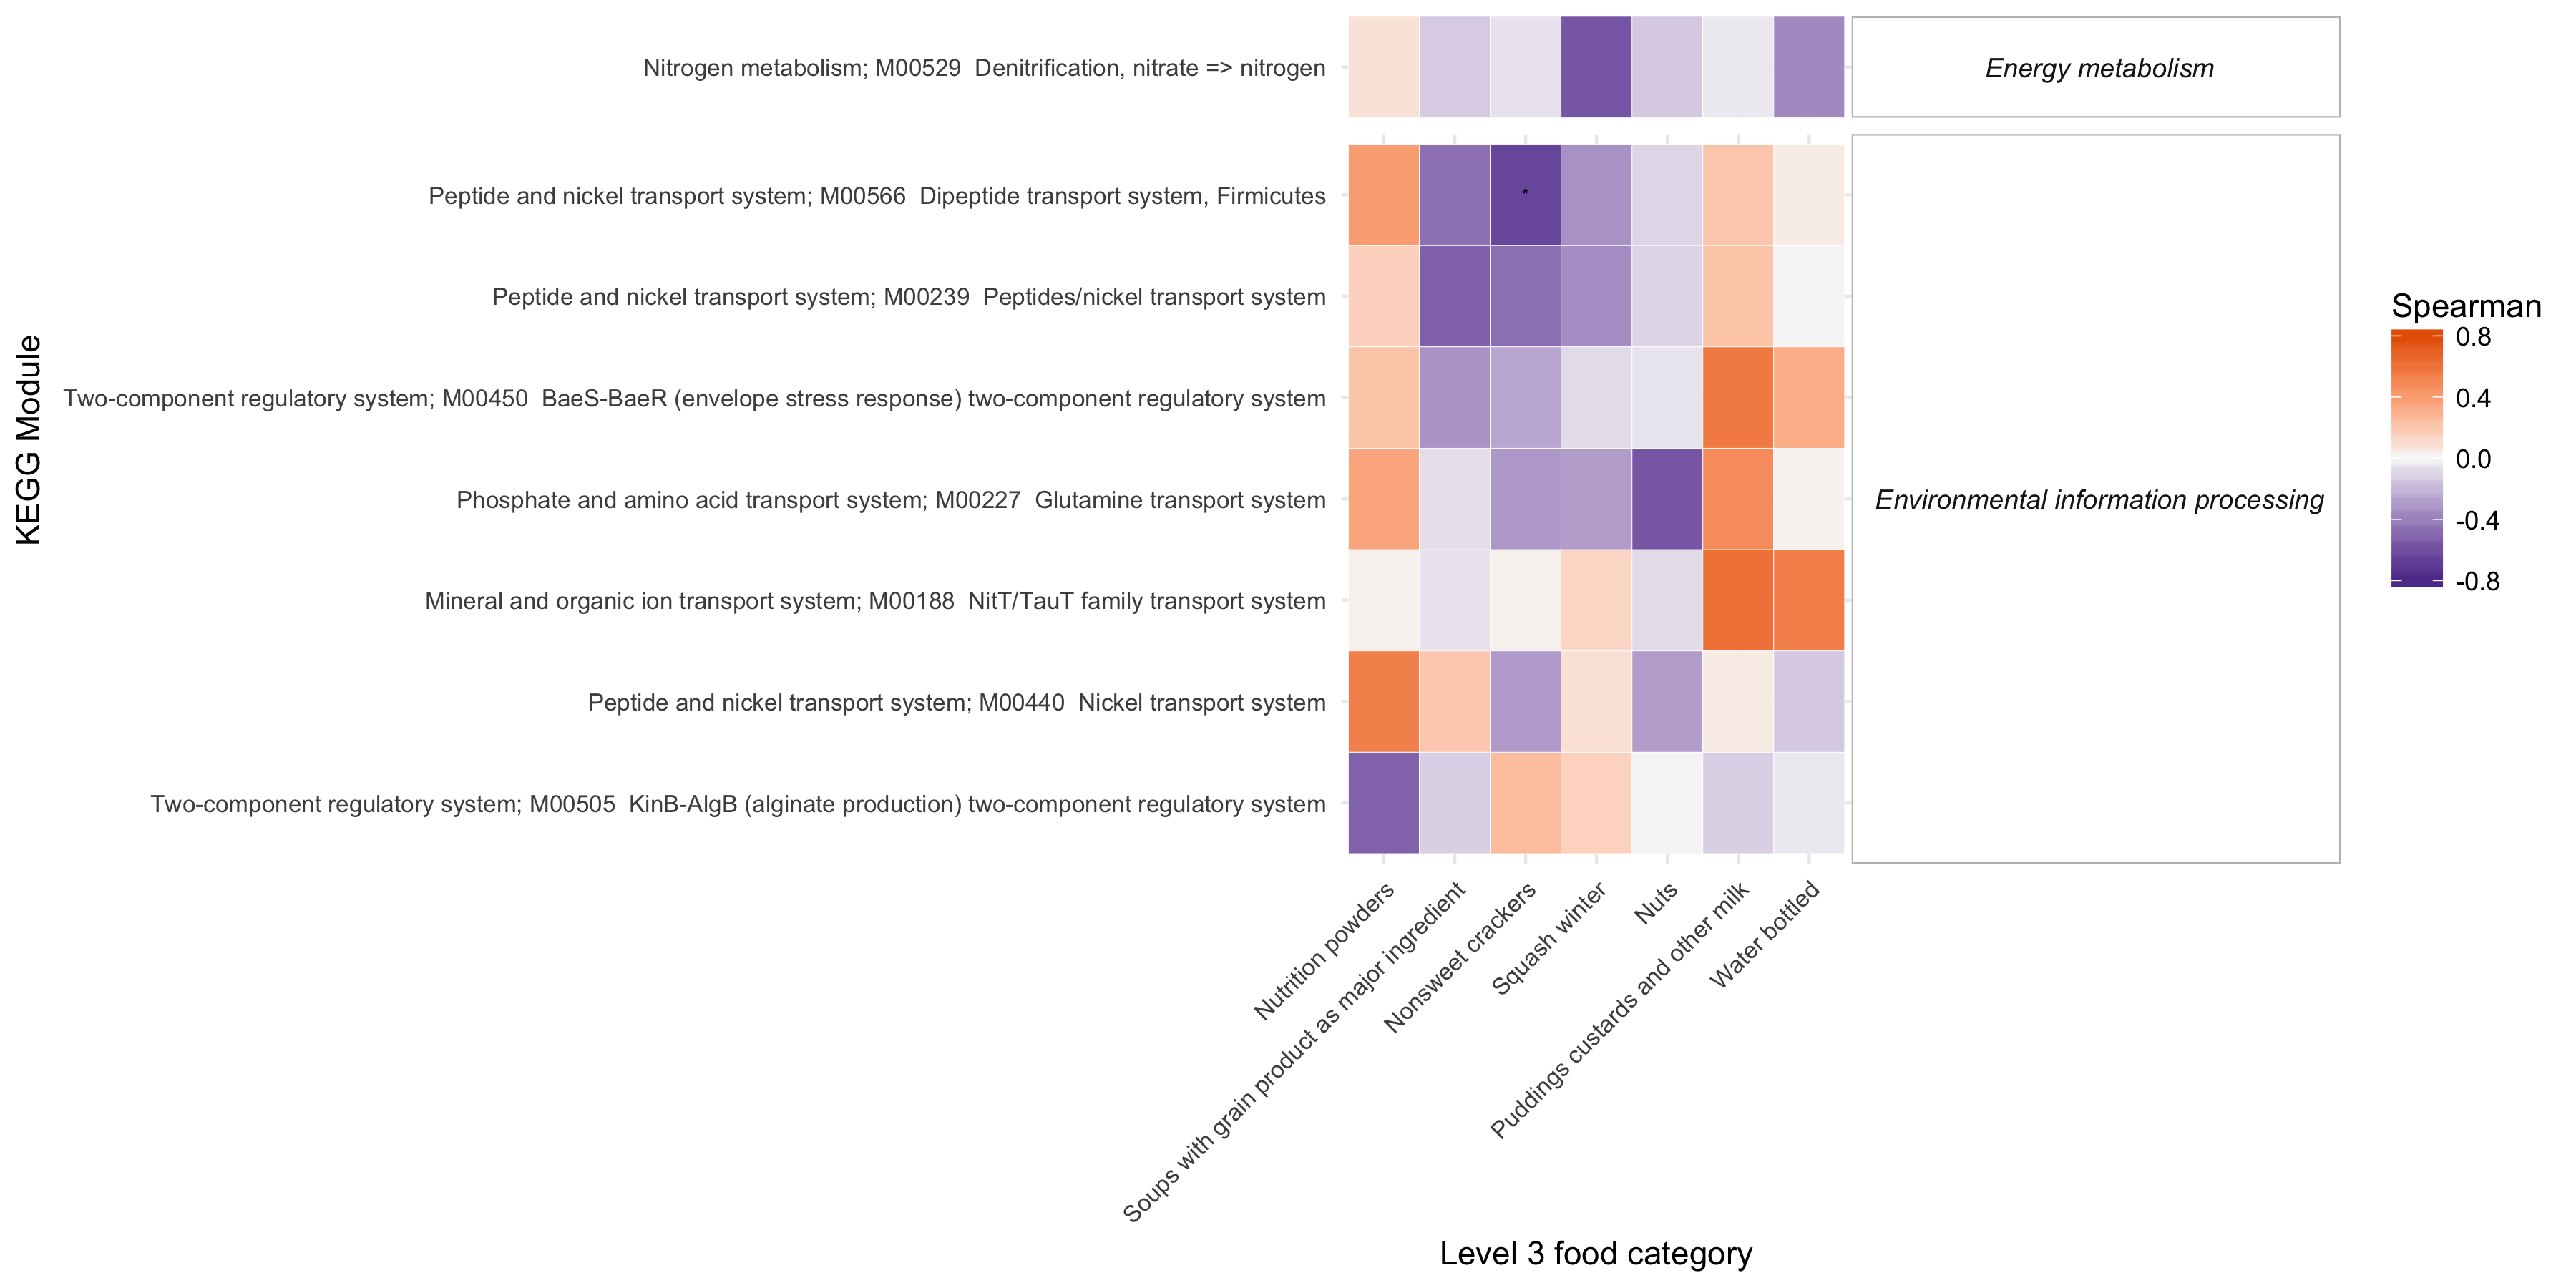 Nitrogen metabolism; M00529  Denitrification, nitrate => nitrogen
Energy metabolism
Peptide and nickel transport system; M00566  Dipeptide transport system, Firmicutes
*
Peptide and nickel transport system; M00239  Peptides/nickel transport system
Two-component regulatory system; M00450  BaeS-BaeR (envelope stress response) two-component regulatory system
Phosphate and amino acid transport system; M00227  Glutamine transport system
Environmental information processing
Mineral and organic ion transport system; M00188  NitT/TauT family transport system
Peptide and nickel transport system; M00440  Nickel transport system
Two-component regulatory system; M00505  KinB-AlgB (alginate production) two-component regulatory system
KEGG Module
Nutrition powders
Soups with grain product as major ingredient
Nonsweet crackers
Squash winter
Nuts
Puddings custards and other milk
Water bottled
Level 3 food category
Spearman
0.8
0.4
0.0
-0.4
-0.8